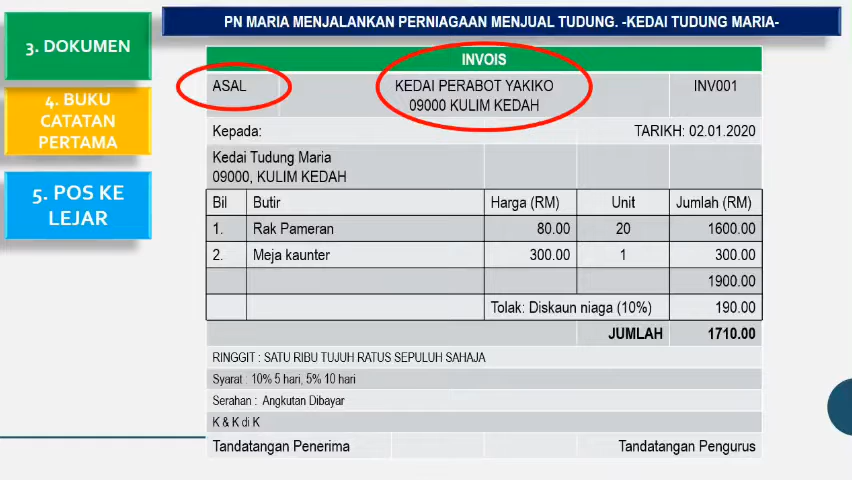 PN MARIA MENJALANKAN PERNIAGAAN MENJUAL TUDUNG. -KEDAI TUDUNG MARIA-
3. DOKUMEN
4. BUKU
CATATAN
PERTAMA
5. POS KE
LEJAR
INVOIS
ASAL KEDAI PERABOT YAKIKO INV001
09000 KULIM KEDAH
Kepada: TARIKH: 02.01.2020
Kedai Tudung Maria
09000, KULIM KEDAH
Bil Butir Harga (RM) Unit Jumlah (RM)
1. Rak Pameran 80.00 20 1600.00
2. Meja kaunter 300.00 1 300.00
1900.00
Tolak: Diskaun niaga (10%) 190.00
JUMLAH 1710.00
RINGGIT : SATU RIBU TUJUH RATUS SEPULUH SAHAJA
Syarat : 10% 5 hari, 5% 10 hari
Serahan : Angkutan Dibayar
K & K di K
Tandatangan Penerima Tandatangan Pengurus